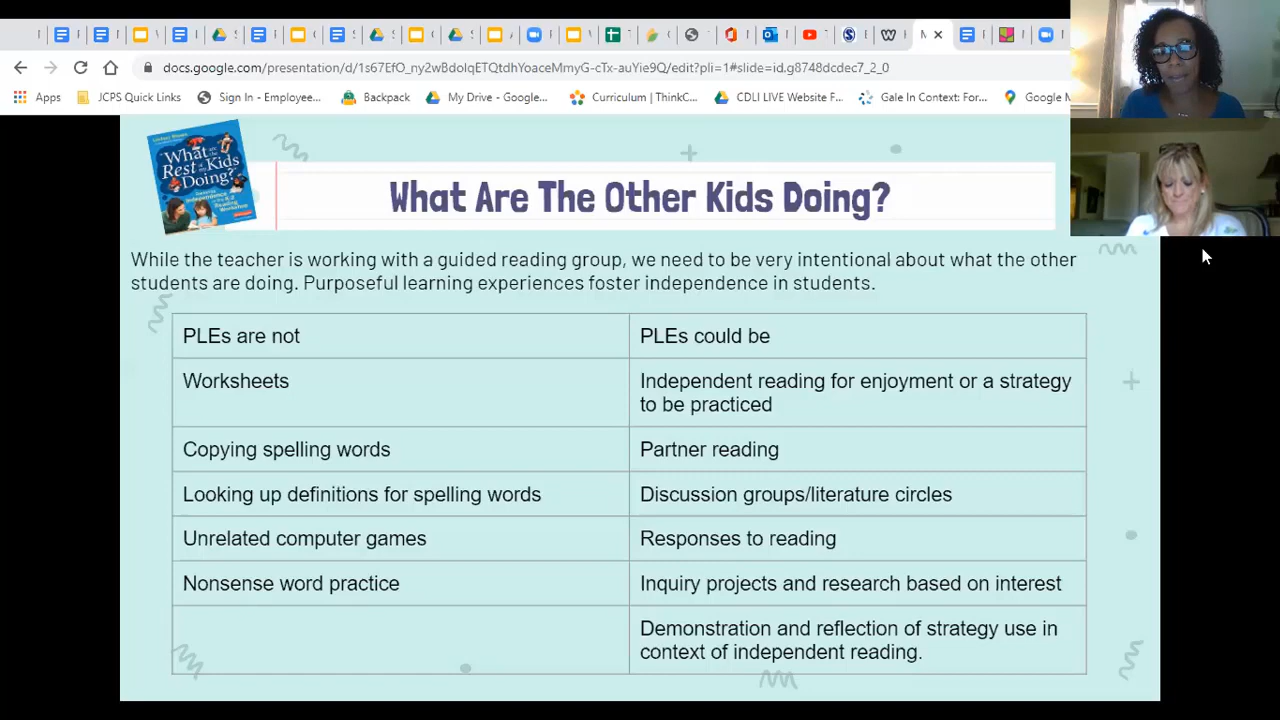 M
docs.google.com/presentation/d/1s67EfO_ny2wBdolqETQtdhYoaceMmyG-cTx-auYie9Q/edit?pli=1#slide=id.g8748dcdec7_2_0
Apps JCPS Quick Links Sign In - Employee... Backpack My Drive - Google... Curriculum | ThinkC... CDLI LIVE Website F... Gale In Context: For... Google M
What are the
Rest of my Kids
Doing?
What Are The Other Kids Doing?
While the teacher is working with a guided reading group, we need to be very intentional about what the other
students are doing. Purposeful learning experiences foster independence in students.
PLEs are not
PLEs could be
Worksheets
Independent reading for enjoyment or a strategy
to be practiced
Copying spelling words
Partner reading
Looking up definitions for spelling words
Discussion groups/literature circles
Unrelated computer games
Responses to reading
Nonsense word practice
Inquiry projects and research based on interest
Demonstration and reflection of strategy use in
context of independent reading.